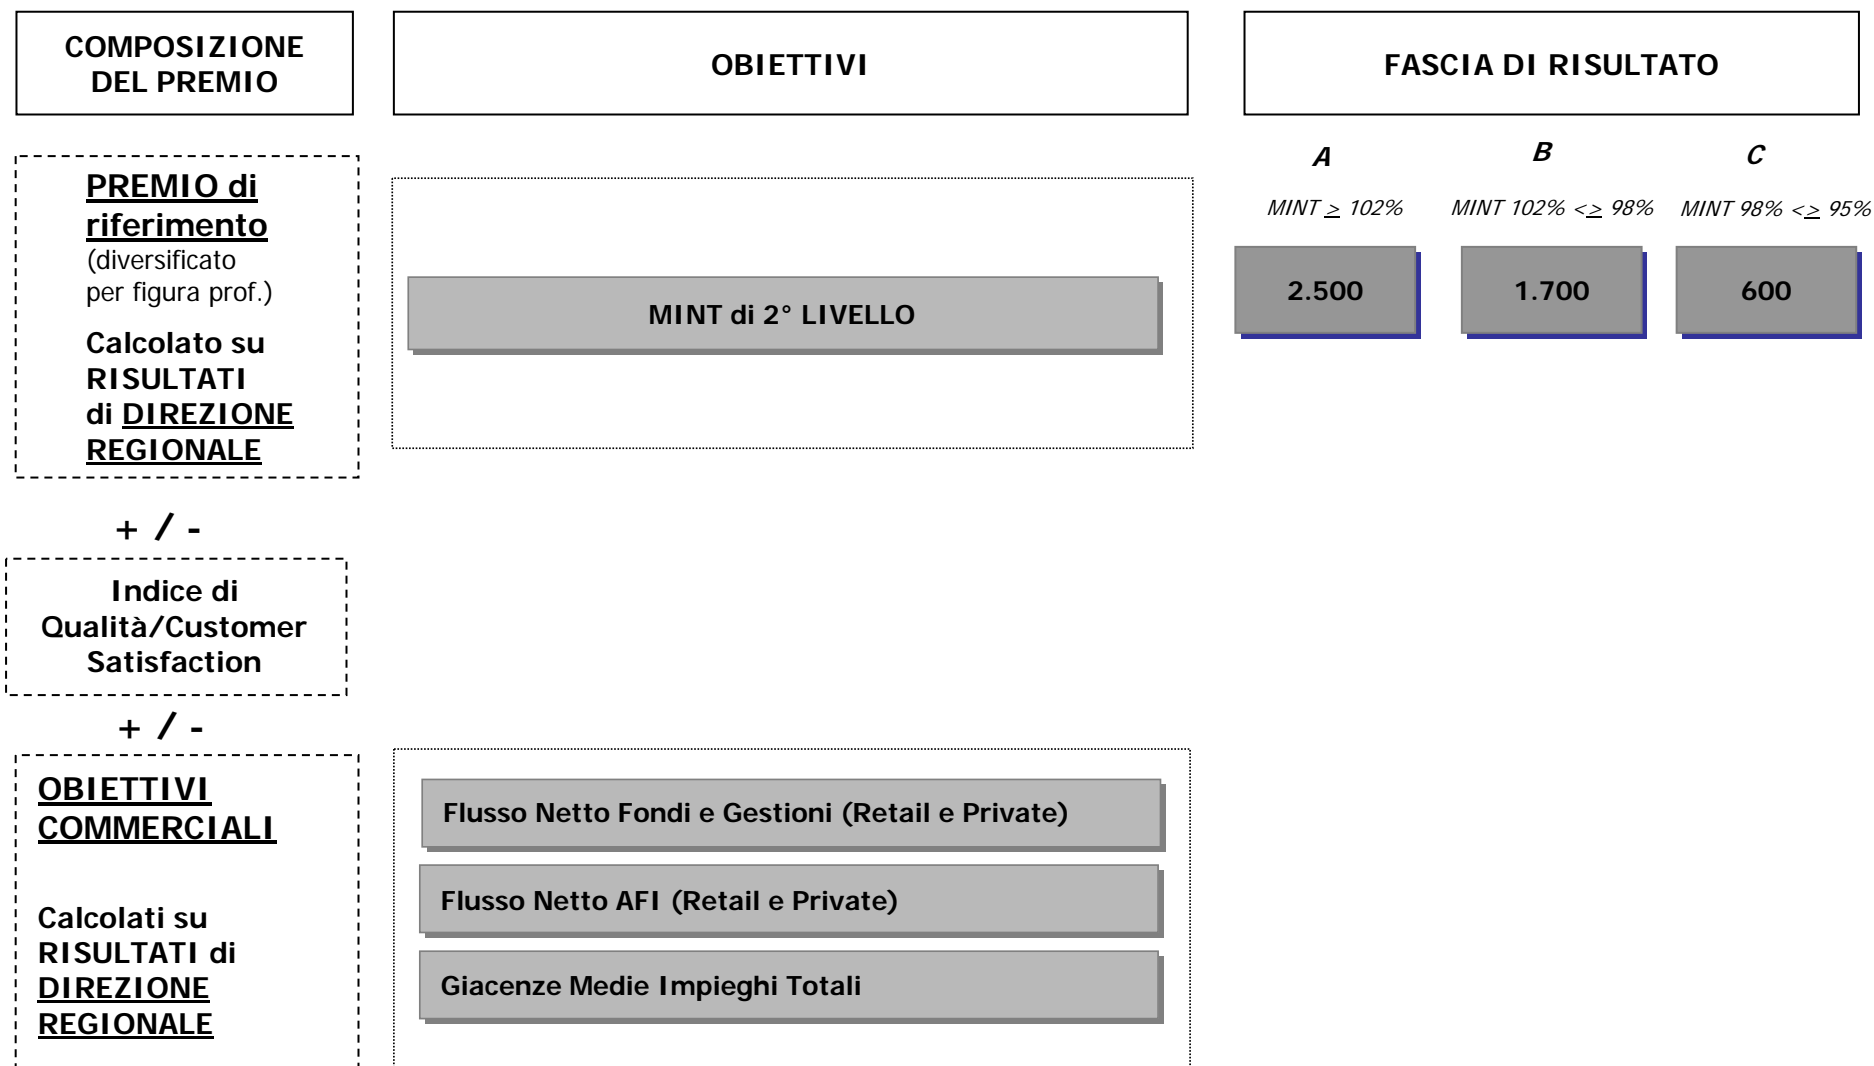 COMPOSIZIONE
DEL PREMIO
OBIETTIVI
FASCIA DI RISULTATO
PREMIO di
riferimento
(diversificato
per figura prof.)
Calcolato su
RISULTATI
di DIREZIONE
REGIONALE
MINT di 2° LIVELLO
A
B
C
MINT ≥ 102%
MINT 102% <≥ 98%
MINT 98% <≥ 95%
2.500
1.700
600
+ / -
Indice di
Qualità/Customer
Satisfaction
+ / -
OBIETTIVI
COMMERCIALI
Calcolati su
RISULTATI di
DIREZIONE
REGIONALE
Flusso Netto Fondi e Gestioni (Retail e Private)
Flusso Netto AFI (Retail e Private)
Giacenze Medie Impieghi Totali